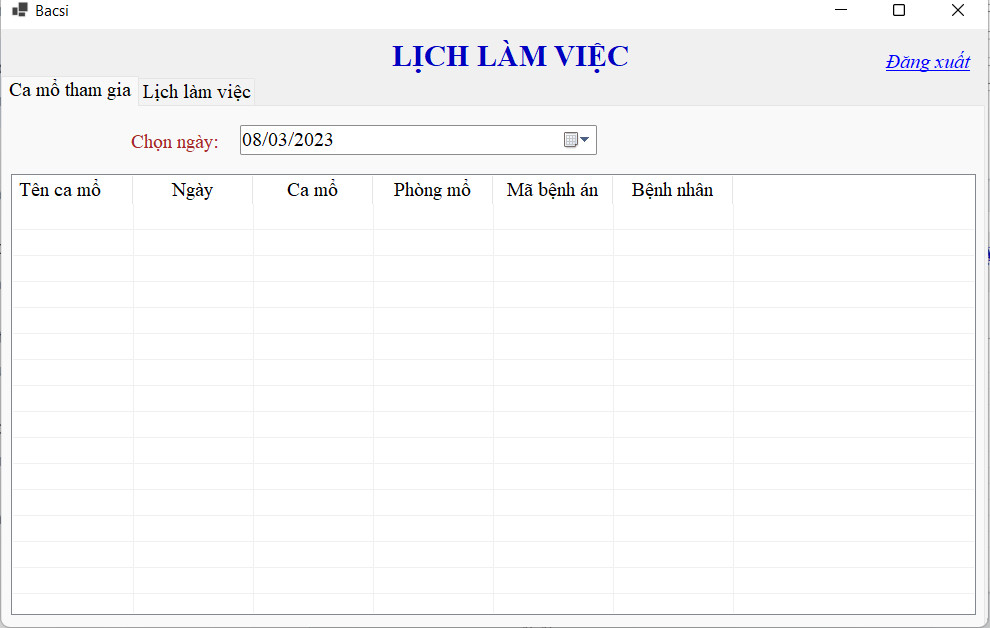 Bacsi
LỊCH LÀM VIỆC
Đăng xuất
Ca mổ tham gia Lịch làm việc
Chọn ngày: 08/03/2023
Tên ca mổ Ngày Ca mổ Phòng mổ Mã bệnh án Bệnh nhân